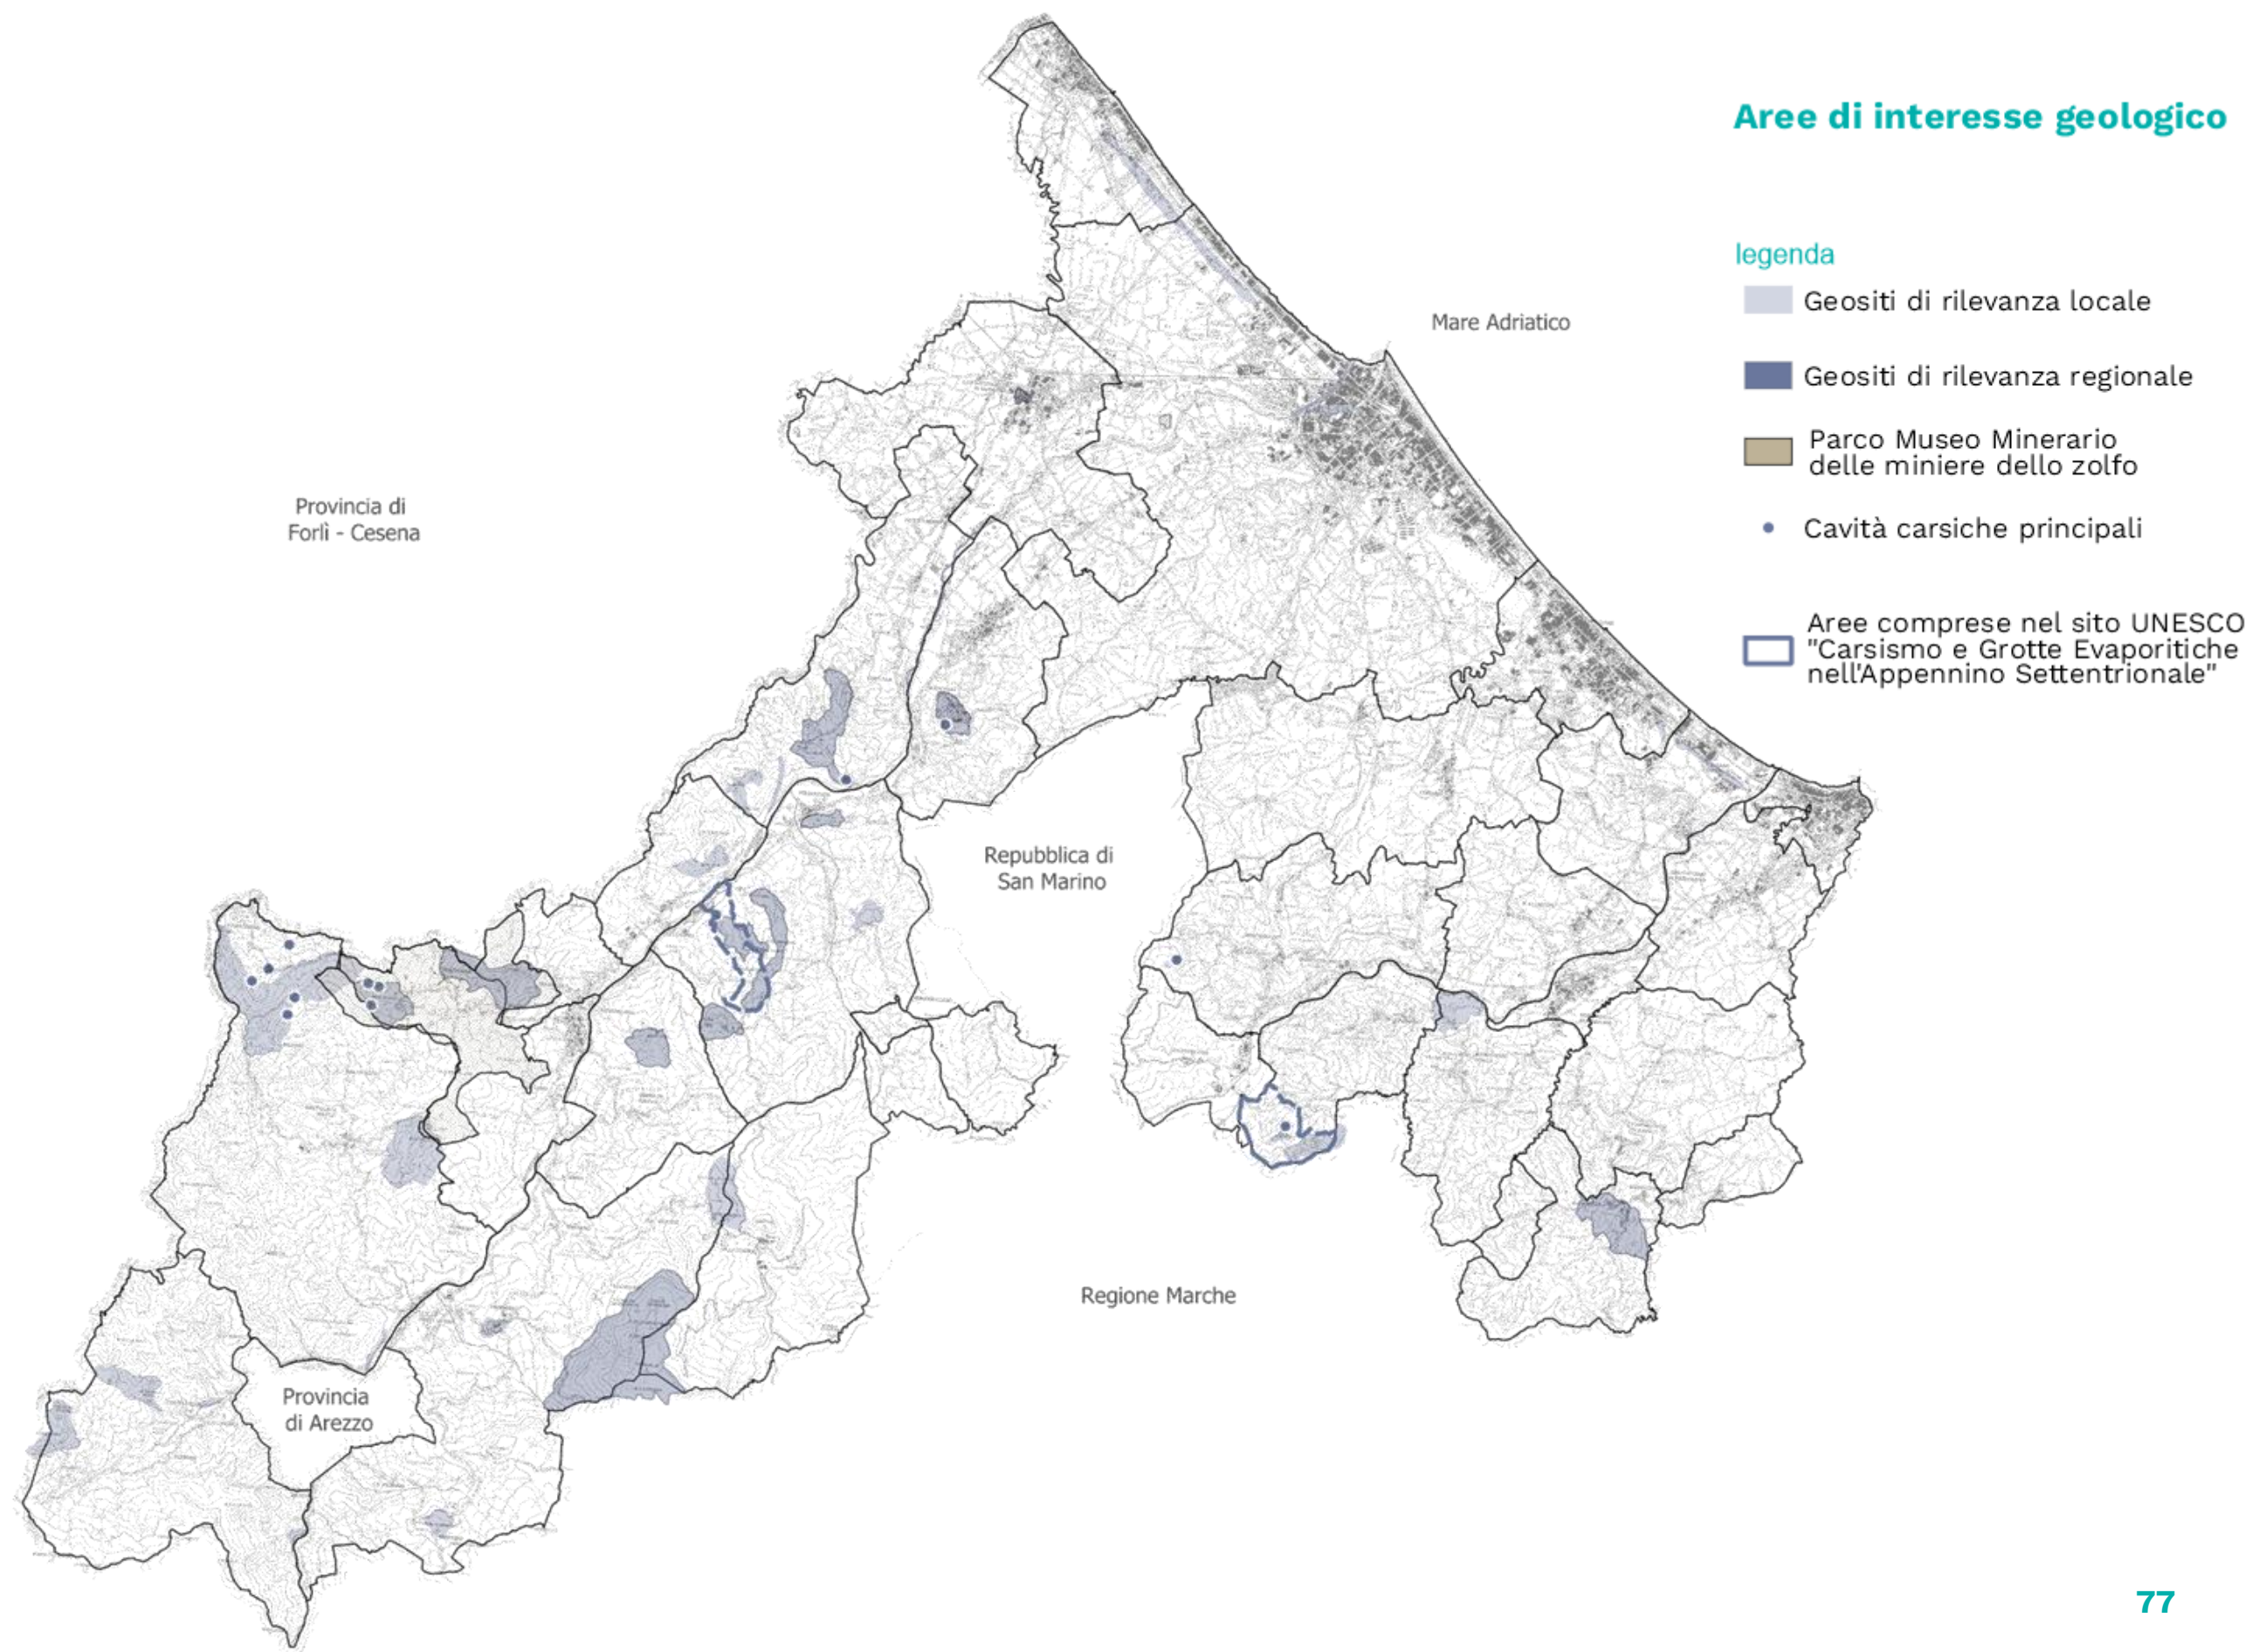 Aree di interesse geologico
legenda
Geositi di rilevanza locale
Geositi di rilevanza regionale
Parco Museo Minerario
delle miniere dello zolfo
Cavità carsiche principali
Aree comprese nel sito UNESCO
"Carsismo e Grotte Evaporitiche
nell'Appennino Settentrionale"
Mare Adriatico
Provincia di
Forlì - Cesena
Repubblica di
San Marino
Regione Marche
Provincia
di Arezzo
77